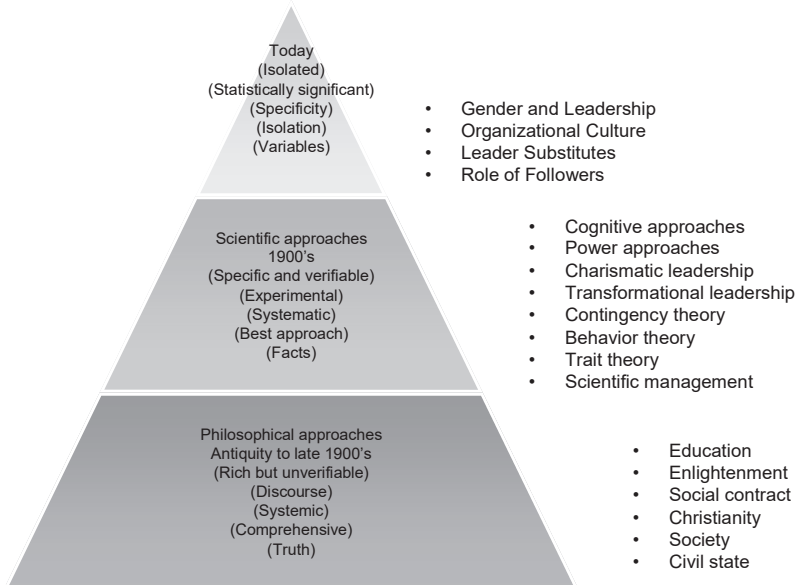 Today
(Isolated)
(Statistically significant)
(Specificity)
(Isolation)
(Variables)
• Gender and Leadership
• Organizational Culture
• Leader Substitutes
• Role of Followers
Scientific approaches
1900's
(Specific and verifiable)
(Experimental)
(Systematic)
(Best approach)
(Facts)
• Cognitive approaches
• Power approaches
• Charismatic leadership
• Transformational leadership
• Contingency theory
• Behavior theory
• Trait theory
• Scientific management
Philosophical approaches
Antiquity to late 1900's
(Rich but unverifiable)
(Discourse)
(Systemic)
(Comprehensive)
(Truth)
• Education
• Enlightenment
• Social contract
• Christianity
• Society
• Civil state